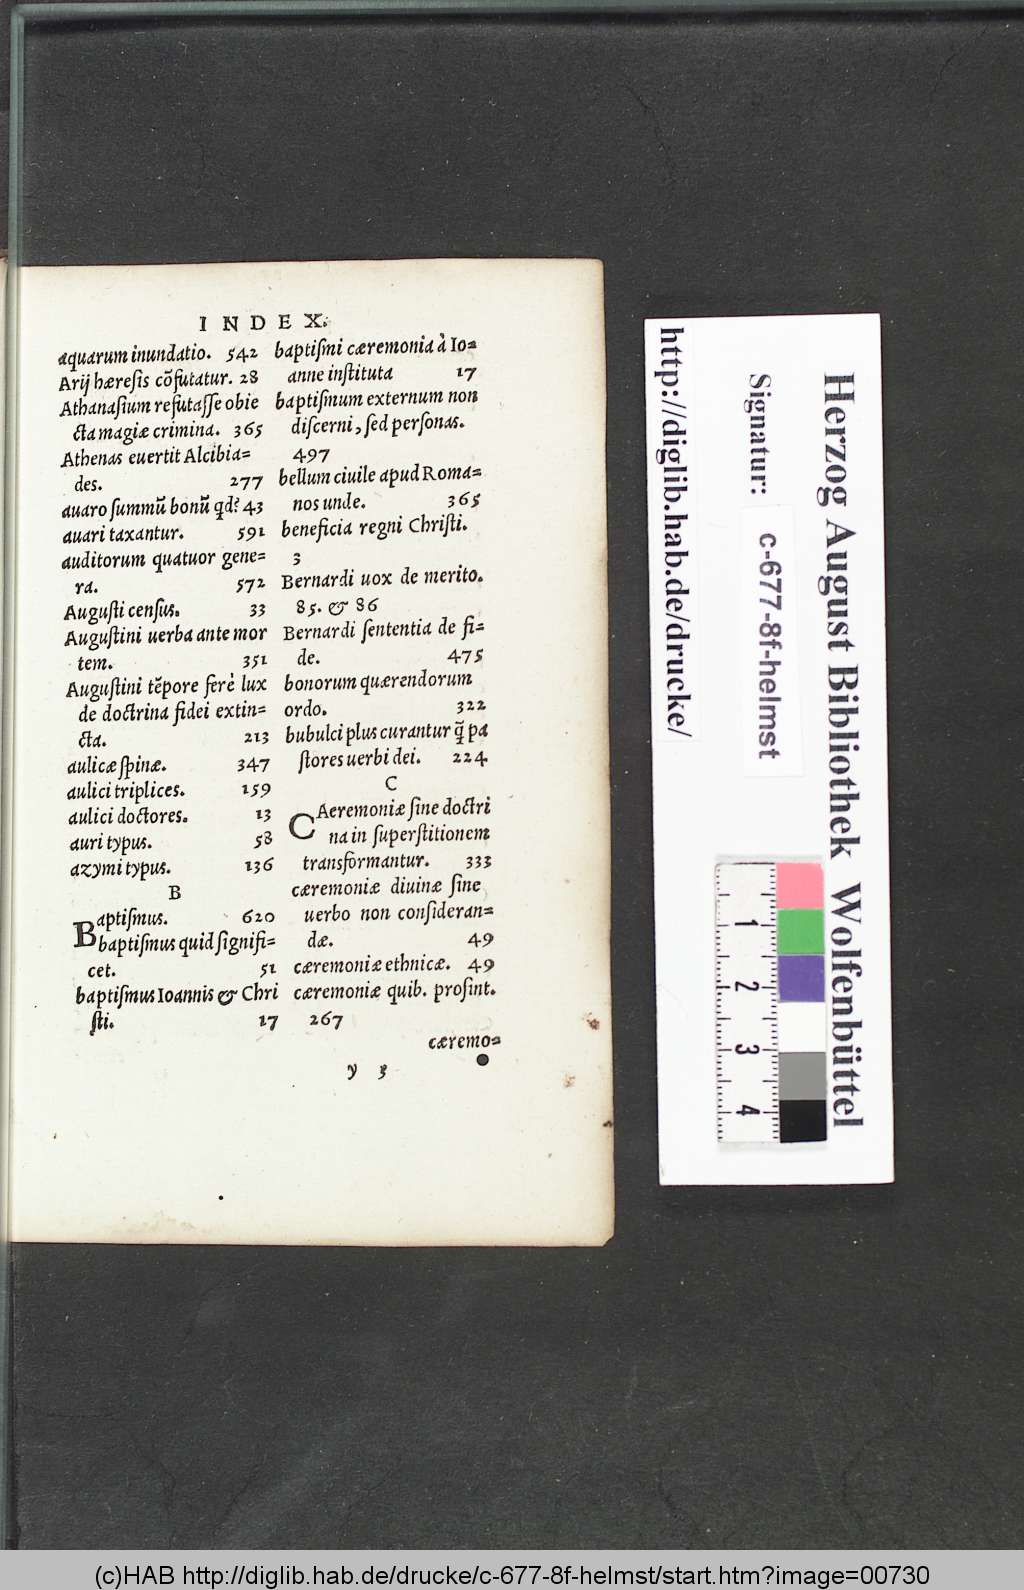 INDEX.
aquarum inundatio. 542
Arij hæresis cõfutatur. 28
Athanasium refutasse obie
cta magiæ crimina. 365
Athenas euertit Alcibia=
des. 277
auaro summũ bonũ qd? 43
auari taxantur. 591
auditorum quatuor gene=
ra. 572
Augusti census. 33
Augustini uerba ante mor
tem. 351
Augustini tẽpore ferè lux
de doctrina fidei extin=
cta. 213
aulicæ spinæ. 347
aulici triplices. 159
aulici doctores. 13
auri typus. 58
azymi typus. 136
B
Baptismus. 620
baptismus quid signifi=
cet. 51
baptismus Ioannis & Chri
sti. 17
baptismi cæremonia à Io=
anne instituta 17
baptismum externum non
discerni, sed personas.
497
bellum ciuile apud Roma=
nos unde. 365
beneficia regni Christi.
3
Bernardi uox de merito.
85. & 86
Bernardi sententia de fi=
de. 475
bonorum quærendorum
ordo. 322
bubulci plus curantur q̃ pa
stores uerbi dei. 224
C
CAeremoniæ sine doctri
na in superstitionem
transformantur. 333
cæremoniæ diuinæ sine
uerbo non consideran=
dæ. 49
cæremoniæ ethnicæ. 49
cæremoniæ quib. prosint.
267
cæremo=
y 3
Herzog August Bibliothek Wolfenbüttel
Signatur: c-677-8f-helmst
http://diglib.hab.de/drucke/
1 2 3 4
(c)HAB http://diglib.hab.de/drucke/c-677-8f-helmst/start.htm?image=00730